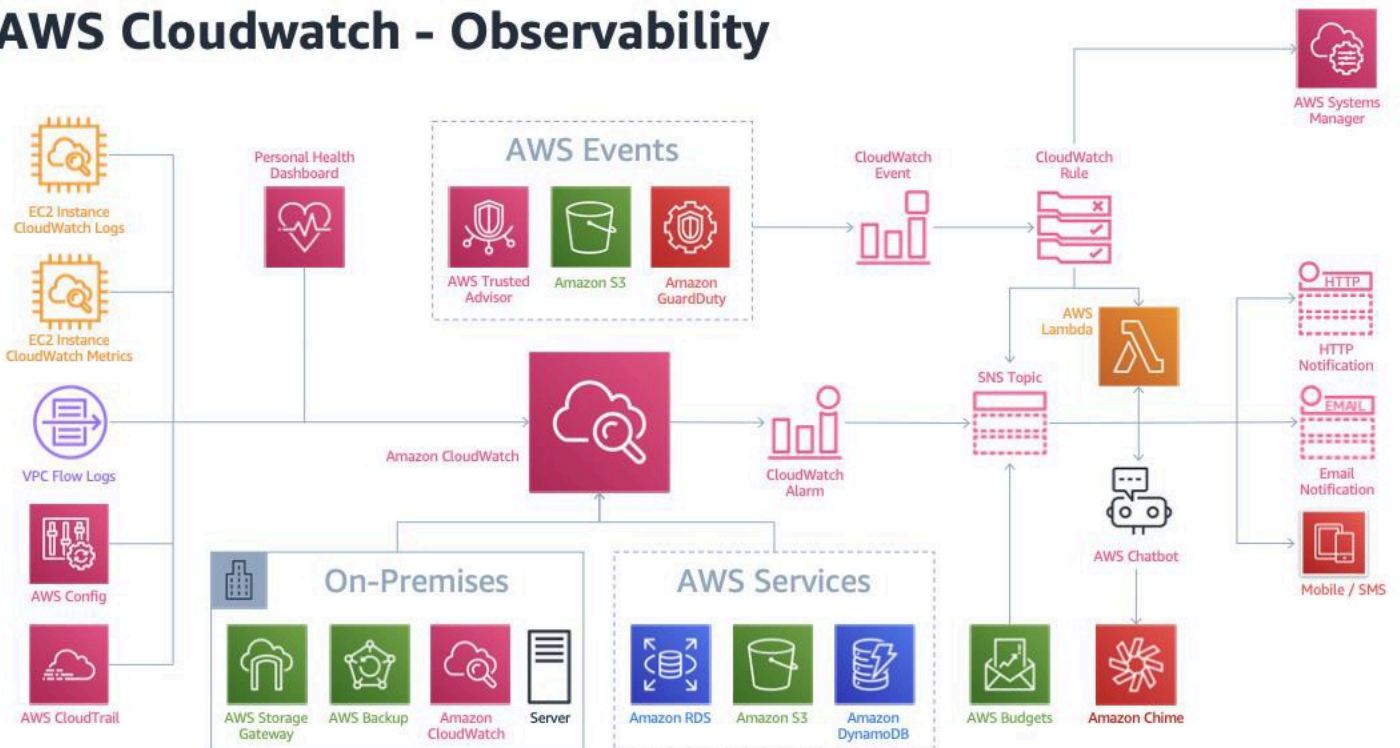 AWS Cloudwatch - Observability
AWS Systems
Manager
EC2 Instance
CloudWatch Logs
EC2 Instance
CloudWatch Metrics
VPC Flow Logs
AWS Config
AWS CloudTrail
Personal Health
Dashboard
AWS Events
AWS Trusted
Advisor
Amazon S3
Amazon
GuardDuty
CloudWatch
Event
CloudWatch
Rule
AWS
Lambda
SNS Topic
Amazon CloudWatch
CloudWatch
Alarm
HTTP
HTTP
Notification
EMAIL
Email
Notification
Mobile / SMS
AWS Chatbot
On-Premises
AWS Storage
Gateway
AWS Backup
Amazon
CloudWatch
Server
AWS Services
Amazon RDS
Amazon S3
Amazon
DynamoDB
AWS Budgets
Amazon Chime